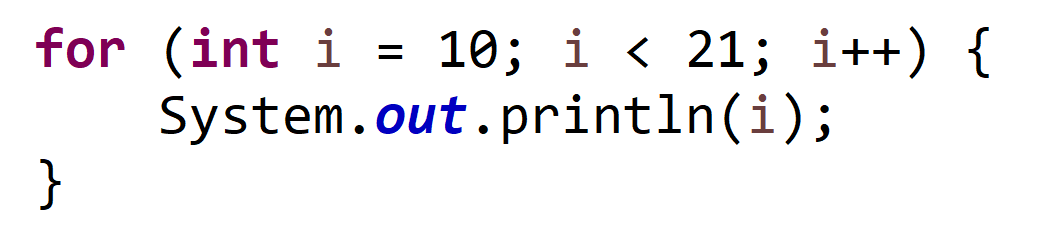 for (int i = 10; i < 21; i++) {
    System.out.println(i);
}